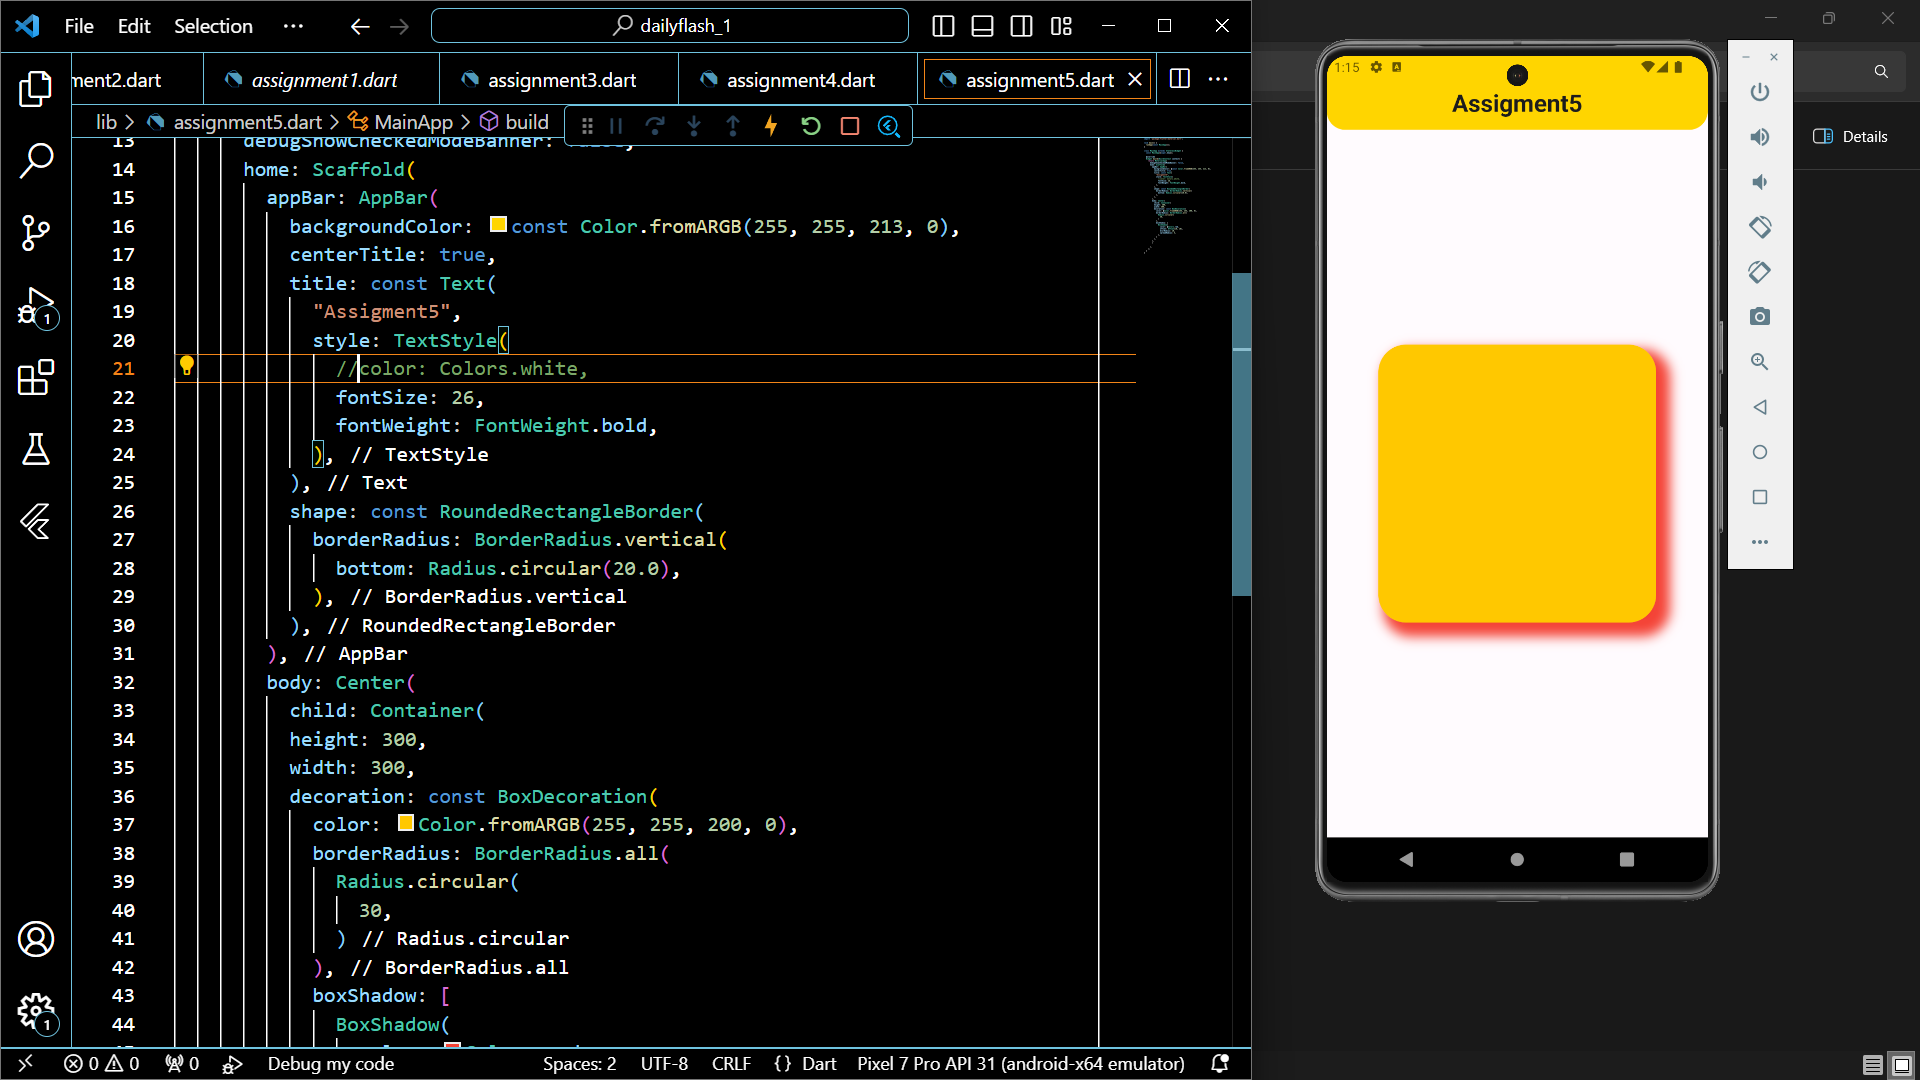 File Edit Selection ··· dailyflash_1
ment2.dart assignment1.dart assignment3.dart assignment4.dart assignment5.dart
lib > assignment5.dart > MainApp > build
13 debugShowCheckedModeBanner: false,
14 home: Scaffold(
15 appBar: AppBar(
16 backgroundColor: const Color.fromARGB(255, 255, 213, 0),
17 centerTitle: true,
18 title: const Text(
19 "Assigment5",
20 style: TextStyle(
21 //color: Colors.white,
22 fontSize: 26,
23 fontWeight: FontWeight.bold,
24 ), // TextStyle
25 ), // Text
26 shape: const RoundedRectangleBorder(
27 borderRadius: BorderRadius.vertical(
28 bottom: Radius.circular(20.0),
29 ), // BorderRadius.vertical
30 ), // RoundedRectangleBorder
31 ), // AppBar
32 body: Center(
33 child: Container(
34 height: 300,
35 width: 300,
36 decoration: const BoxDecoration(
37 color: Color.fromARGB(255, 255, 200, 0),
38 borderRadius: BorderRadius.all(
39 Radius.circular(
40 30,
41 ) // Radius.circular
42 ), // BorderRadius.all
43 boxShadow: [
44 BoxShadow(
1
1
0 0 0 Debug my code Spaces: 2 UTF-8 CRLF {} Dart Pixel 7 Pro API 31 (android-x64 emulator)
1:15
Assigment5
Details